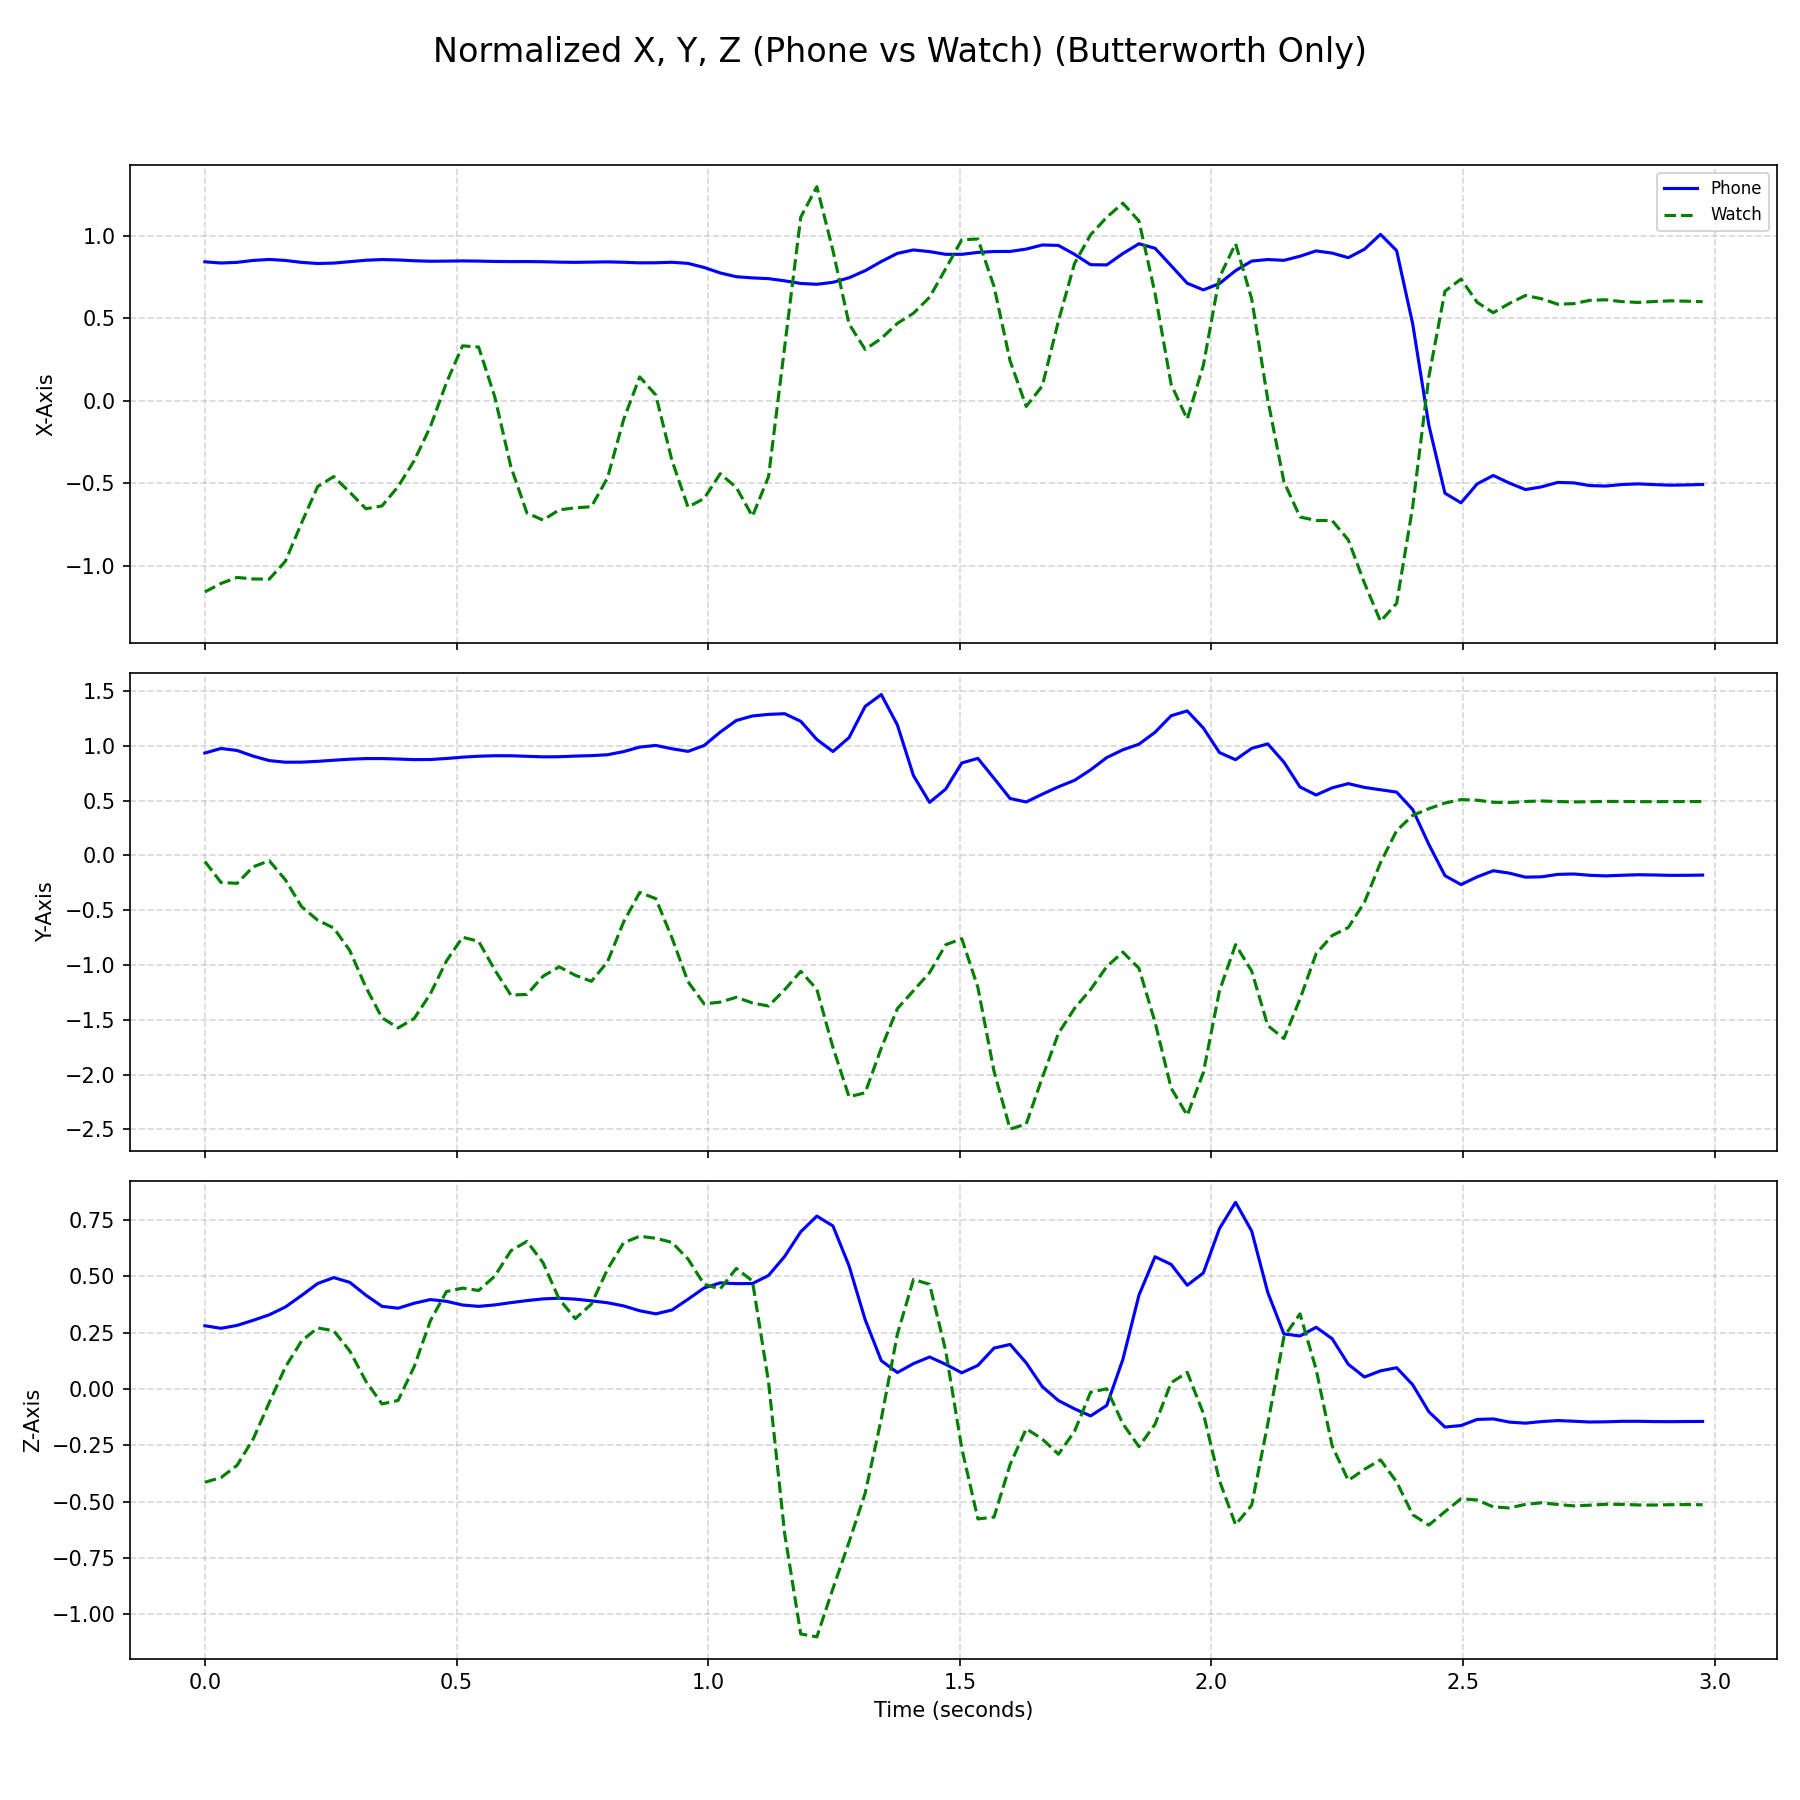 Normalized X, Y, Z (Phone vs Watch) (Butterworth Only)
Phone
Watch
1.0
0.5
0.0
−0.5
−1.0
X-Axis
1.5
1.0
0.5
0.0
−0.5
−1.0
−1.5
−2.0
−2.5
Y-Axis
0.75
0.50
0.25
0.00
−0.25
−0.50
−0.75
−1.00
Z-Axis
0.0 0.5 1.0 1.5 2.0 2.5 3.0
Time (seconds)